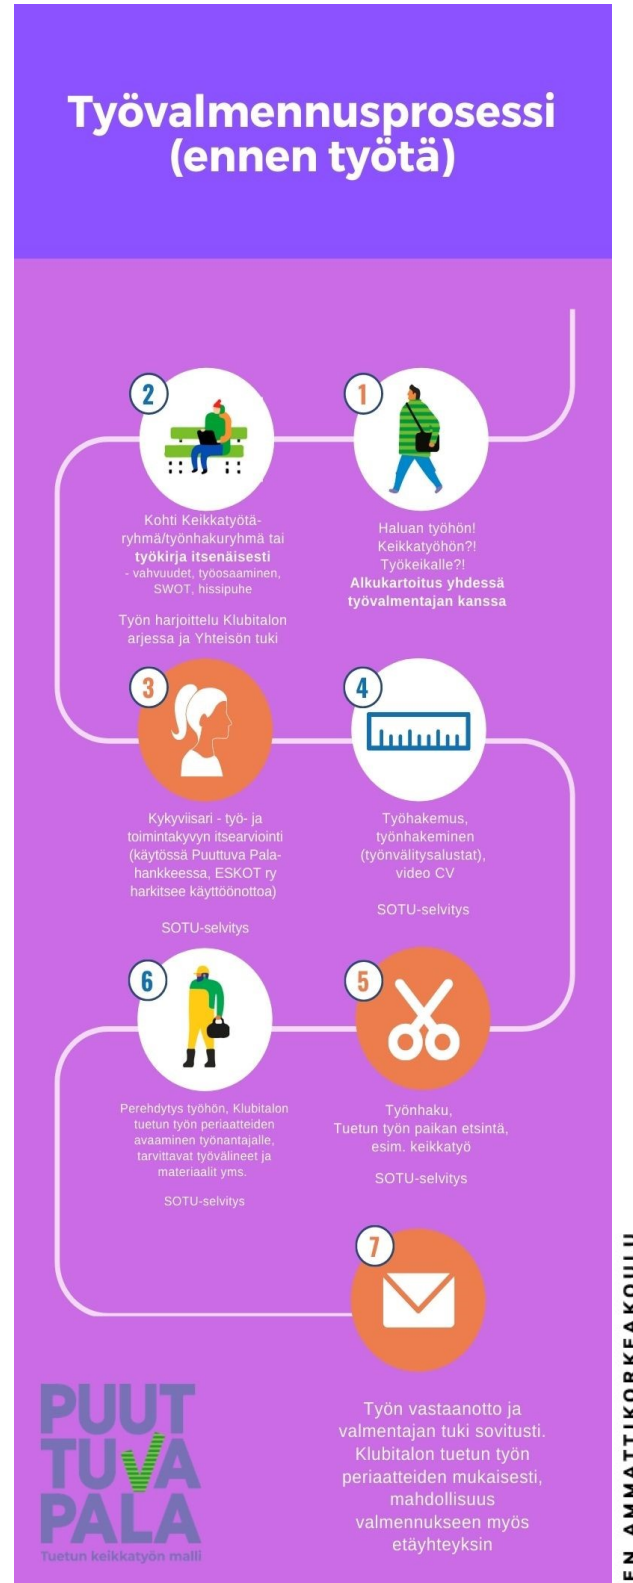 Työvalmennusprosessi
(ennen työtä)
1
Haluan työhön!
Keikkatyöhön?!
Työkeikalle?!
Alkukartoitus yhdessä
työvalmentajan kanssa
2
Kohti Keikkatyötä-
ryhmä/työnhakuryhmä tai
työkirja itsenäisesti
- vahvuudet, työosaaminen,
SWOT, hissipuhe
Työn harjoittelu Klubitalon
arjessa ja Yhteisön tuki
3
Kykyviisari - työ- ja
toimintakyvyn itsearviointi
(käytössä Puuttuva Pala-
hankkeessa, ESKOT ry
harkitsee käyttöönottoa)
SOTU-selvitys
4
Työhakemus,
työnhakeminen
(työnvälitysalustat),
video CV
SOTU-selvitys
5
Työnhaku,
Tuetun työn paikan etsintä,
esim. keikkatyö
SOTU-selvitys
6
Perehdytys työhön, Klubitalon
tuetun työn periaatteiden
avaaminen työnantajalle,
tarvittavat työvälineet ja
materiaalit yms.
SOTU-selvitys
7
Työn vastaanotto ja
valmentajan tuki sovitusti.
Klubitalon tuetun työn
periaatteiden mukaisesti,
mahdollisuus
valmennukseen myös
etäyhteyksin
PUUT
TUVA
PALA
Tuetun keikkatyön malli
EN AMMATTIKORKEAKOULU